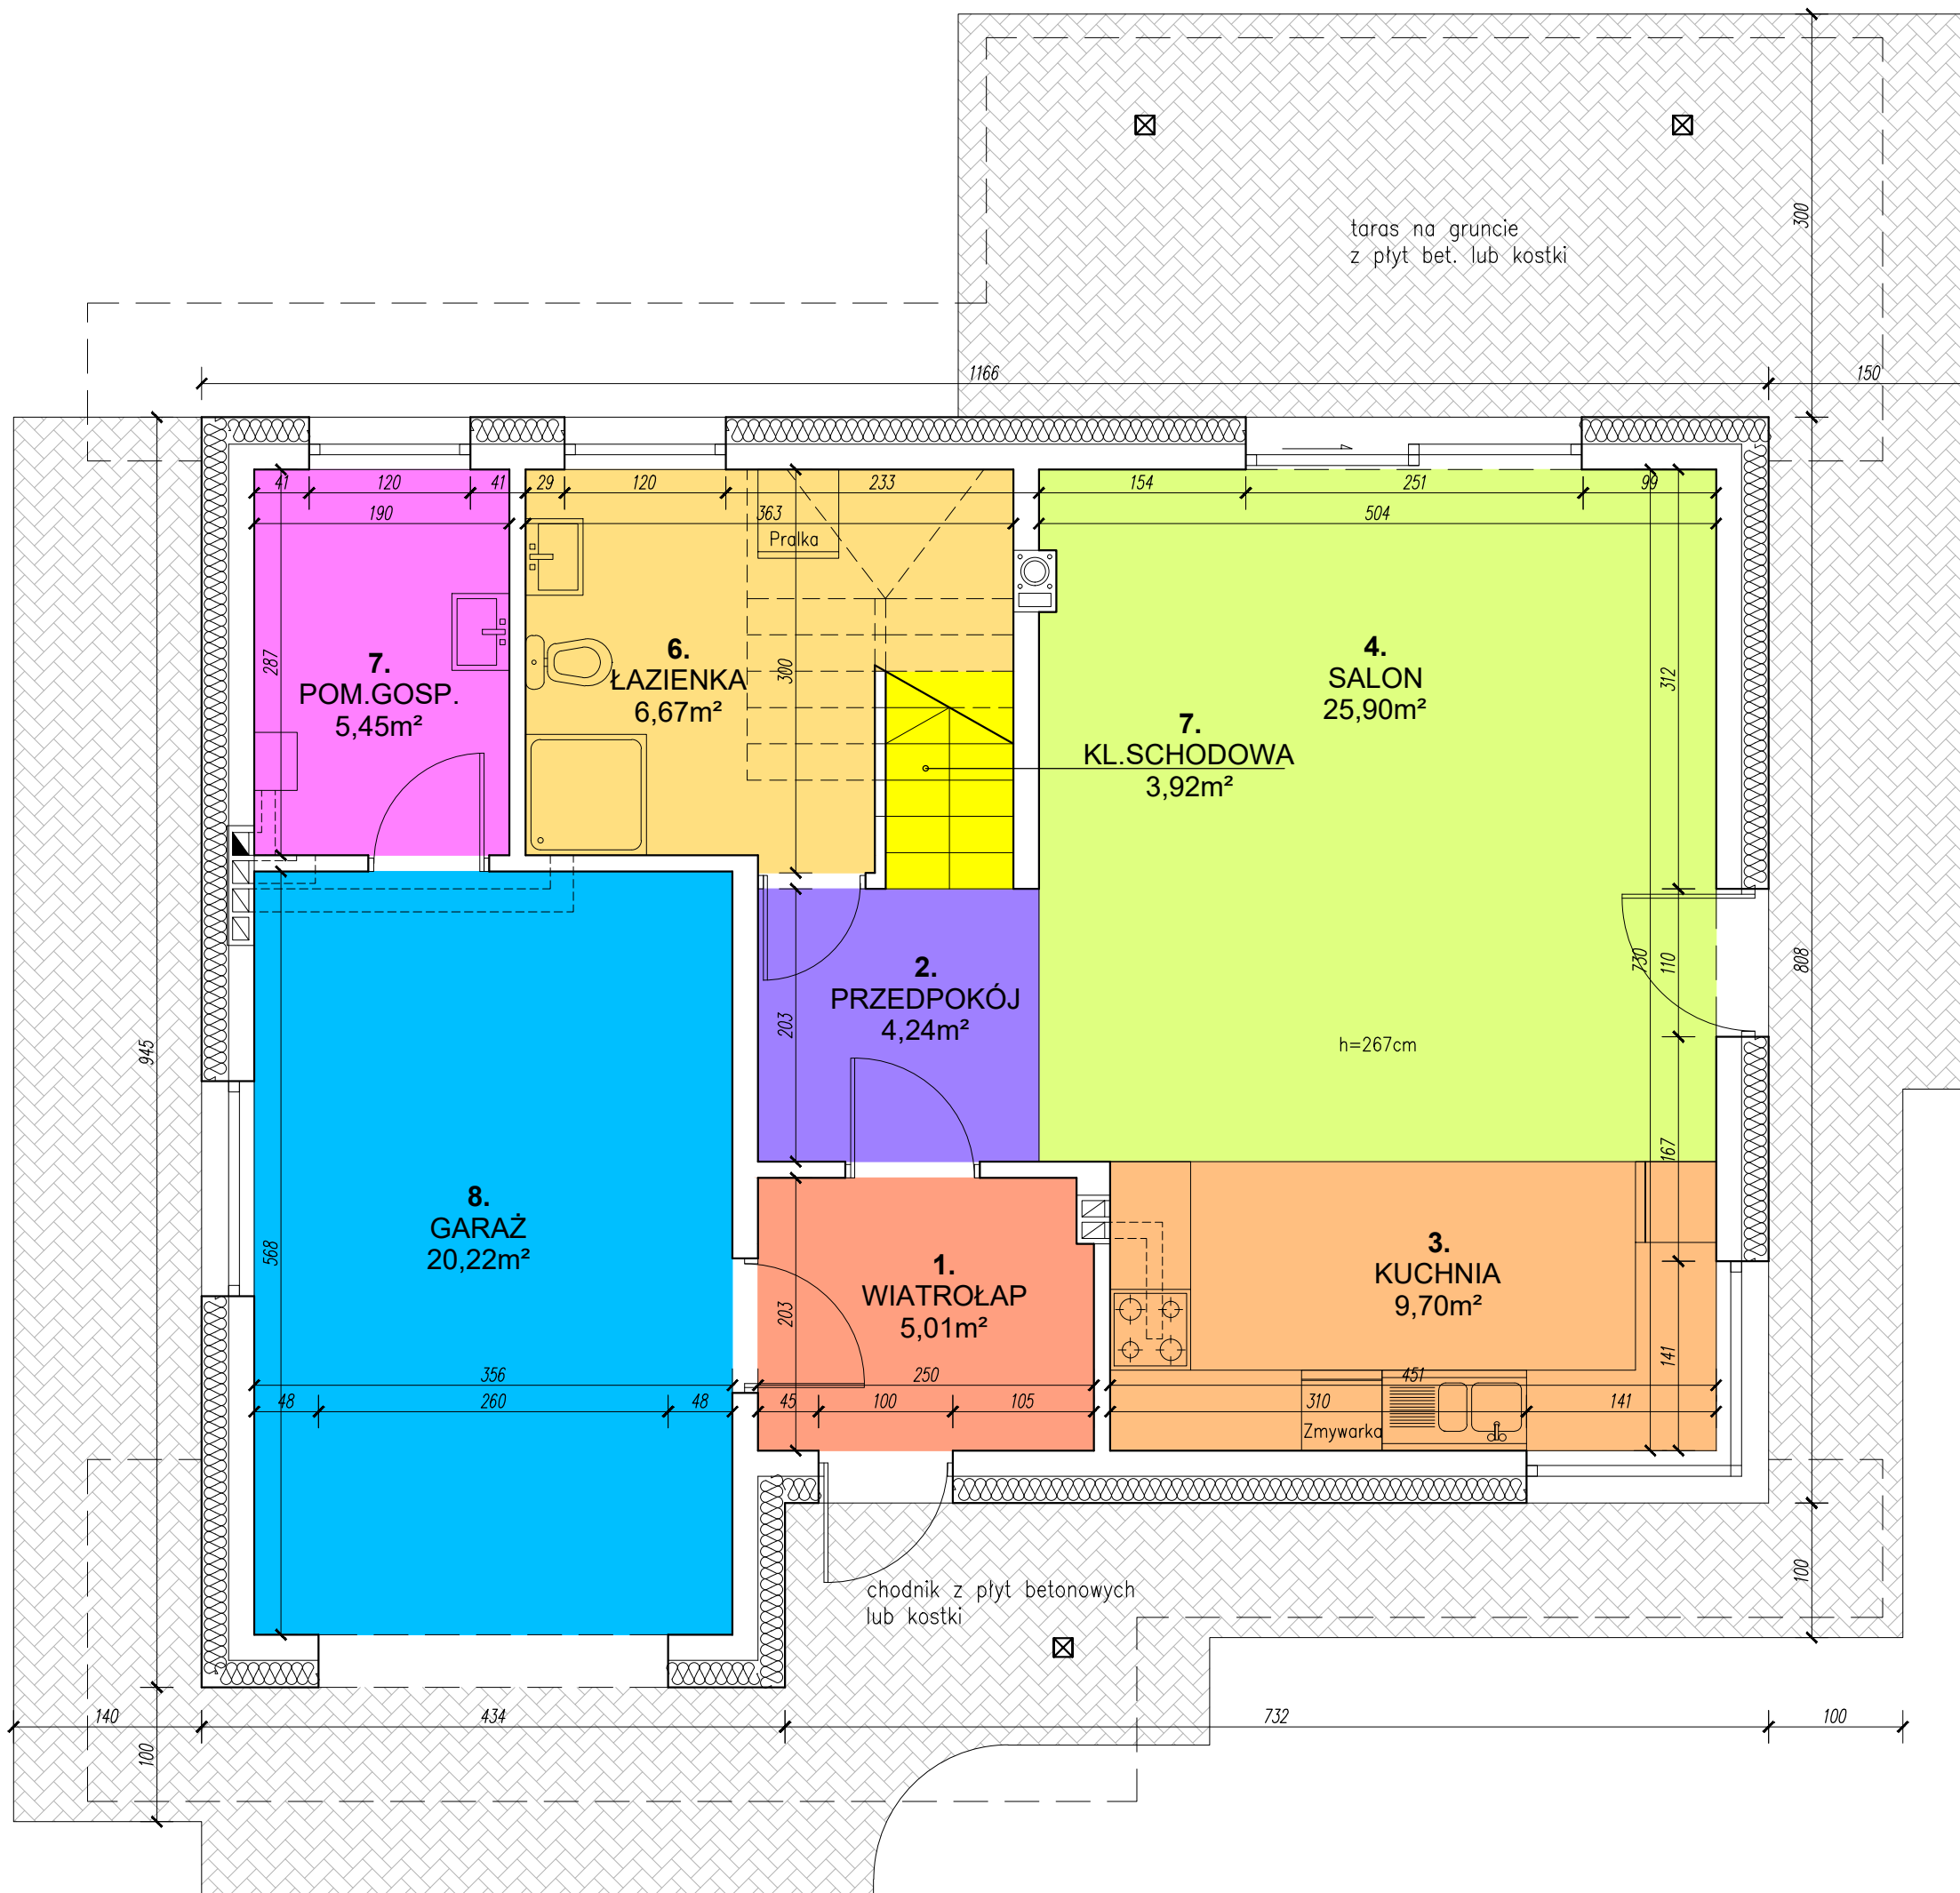 300
taras na gruncie
z płyt bet. lub kostki
1166
150
41
120
41
29
120
233
154
251
99
190
363
504
Pralka
287
300
312
7.
POM.GOSP.
5,45m²
6.
ŁAZIENKA
6,67m²
4.
SALON
25,90m²
7.
KL.SCHODOWA
3,92m²
945
203
730
110
808
2.
PRZEDPOKÓJ
4,24m²
h=267cm
167
568
203
141
8.
GARAŻ
20,22m²
1.
WIATROŁAP
5,01m²
3.
KUCHNIA
9,70m²
356
250
451
48
260
48
45
100
105
310
141
Zmywarka
chodnik z płyt betonowych
lub kostki
100
140
434
732
100
100